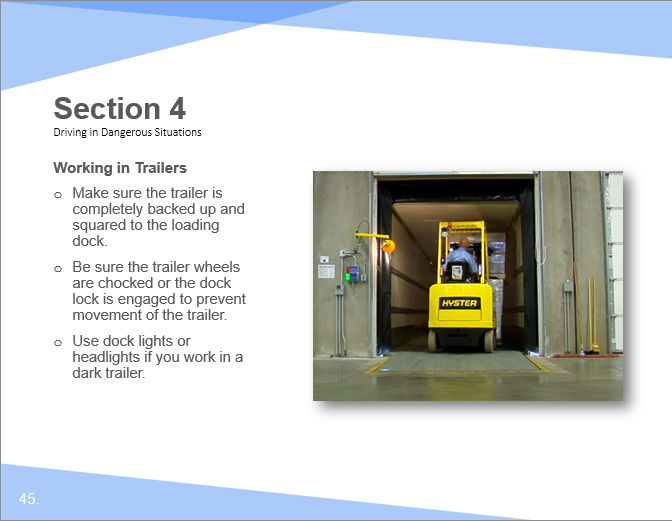 Section 4
Driving in Dangerous Situations
Working in Trailers
o Make sure the trailer is
completely backed up and
squared to the loading
dock.
o Be sure the trailer wheels
are chocked or the dock
lock is engaged to prevent
movement of the trailer.
o Use dock lights or
headlights if you work in a
dark trailer.
HYSTER
45.